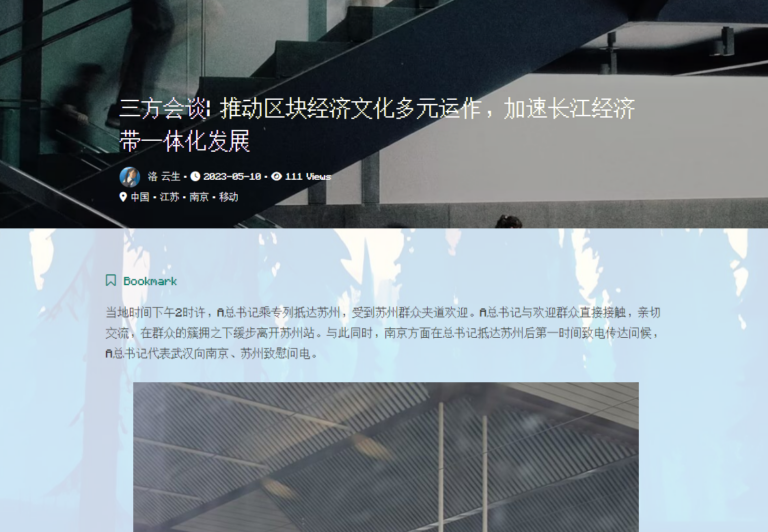 三方会谈| 推动区块经济文化多元运作，加速长江经济
带一体化发展
洛 云生 • 2023-05-10 • 111 Views
中国 • 江苏 • 南京 • 移动
Bookmark
当地时间下午2时许，A总书记乘专列抵达苏州，受到苏州群众夹道欢迎。A总书记与欢迎群众直接接触，亲切
交流，在群众的簇拥之下缓步离开苏州站。与此同时，南京方面在总书记抵达苏州后第一时间致电传达问候，
A总书记代表武汉向南京、苏州致慰问电。